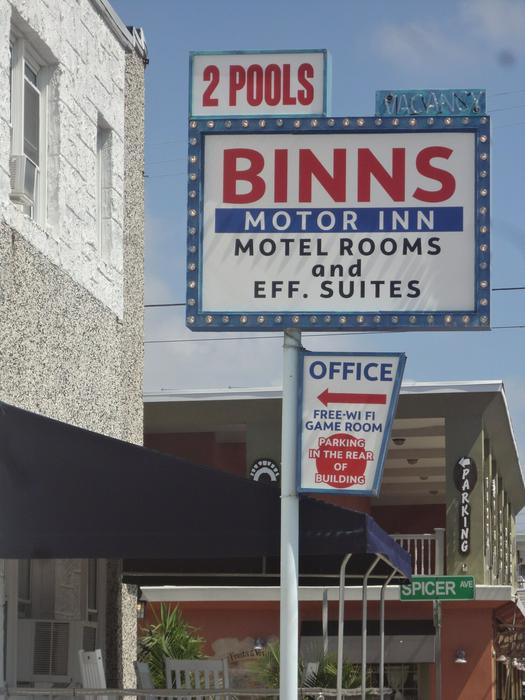 2 POOLS
VACANCY
BINNS
MOTOR INN
MOTEL ROOMS
and
EFF. SUITES
OFFICE
FREE-WI FI
GAME ROOM
PARKING
IN THE REAR
OF
BUILDING
PARKING
SPICER AVE